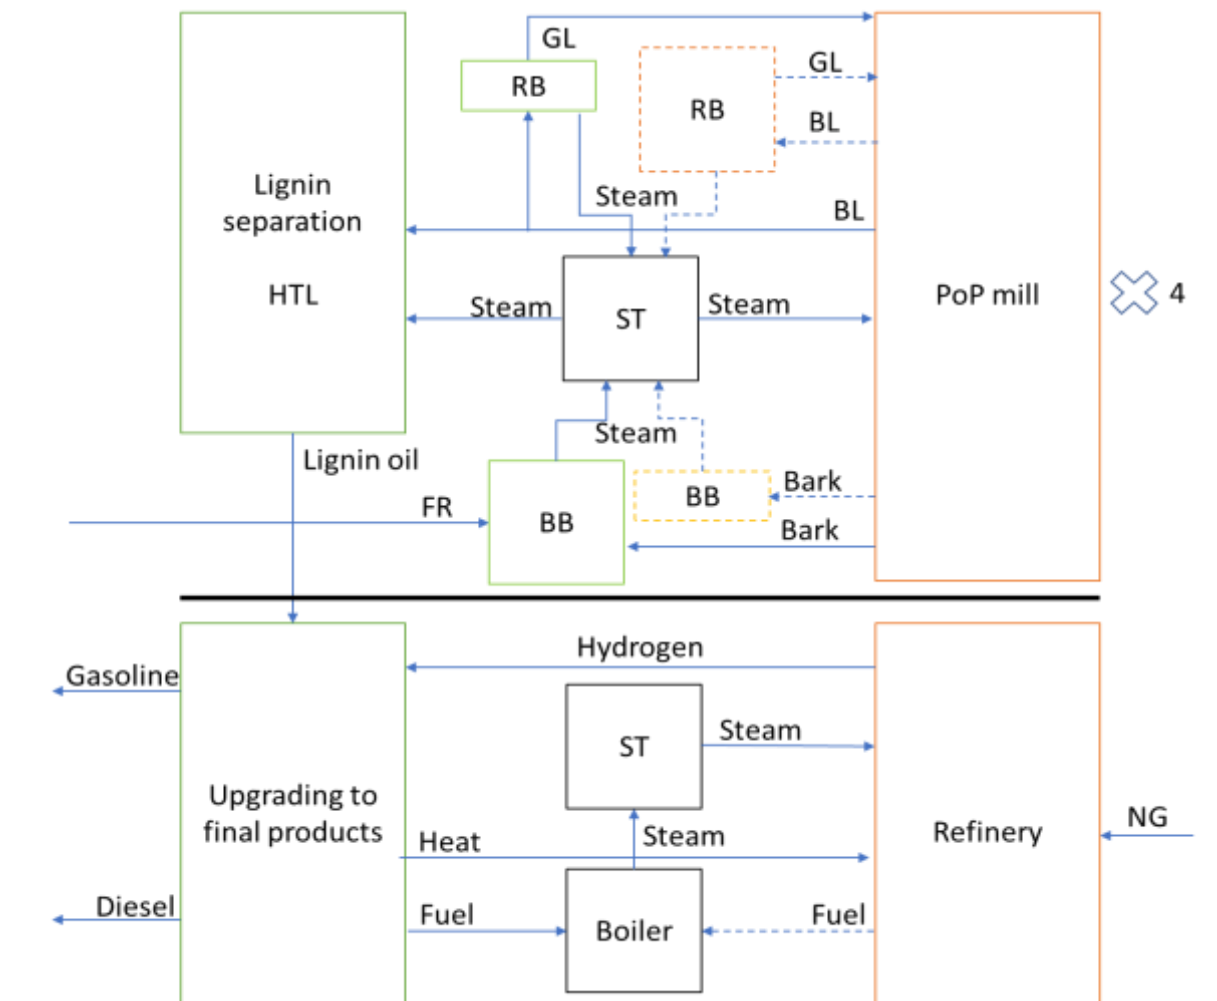 GL
GL
RB
RB
BL
Lignin
separation
Steam
BL
HTL
PoP mill
4
Steam
ST
Steam
Steam
Lignin oil
Bark
BB
FR
BB
Bark
Hydrogen
Gasoline
ST
Steam
Upgrading to
final products
Heat
Steam
Refinery
NG
Diesel
Fuel
Boiler
Fuel